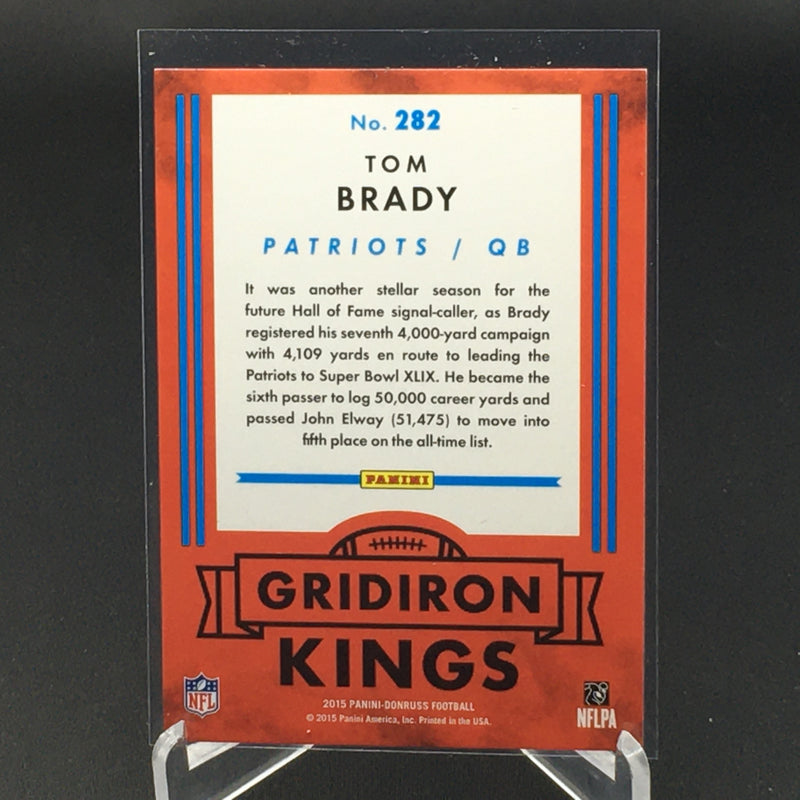 No. 282
TOM
BRADY
PATRIOTS / QB
It was another stellar season for the
future Hall of Fame signal-caller, as Brady
registered his seventh 4,000-yard campaign
with 4,109 yards en route to leading the
Patriots to Super Bowl XLIX. He became the
sixth passer to log 50,000 career yards and
passed John Elway (51,475) to move into
fifth place on the all-time list.
PANINI
GRIDIRON
KINGS
NFL
2015 PANINI-DONRUSS FOOTBALL
© 2015 Panini America, Inc. Printed in the USA.
NFLPA